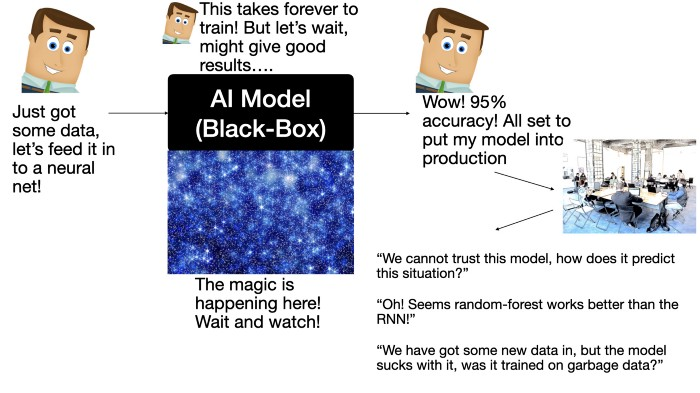 This takes forever to
train! But let’s wait,
might give good
results….
Just got
some data,
let’s feed it in
to a neural
net!
AI Model
(Black-Box)
The magic is
happening here!
Wait and watch!
Wow! 95%
accuracy! All set to
put my model into
production
“We cannot trust this model, how does it predict
this situation?”
“Oh! Seems random-forest works better than the
RNN!”
“We have got some new data in, but the model
sucks with it, was it trained on garbage data?”